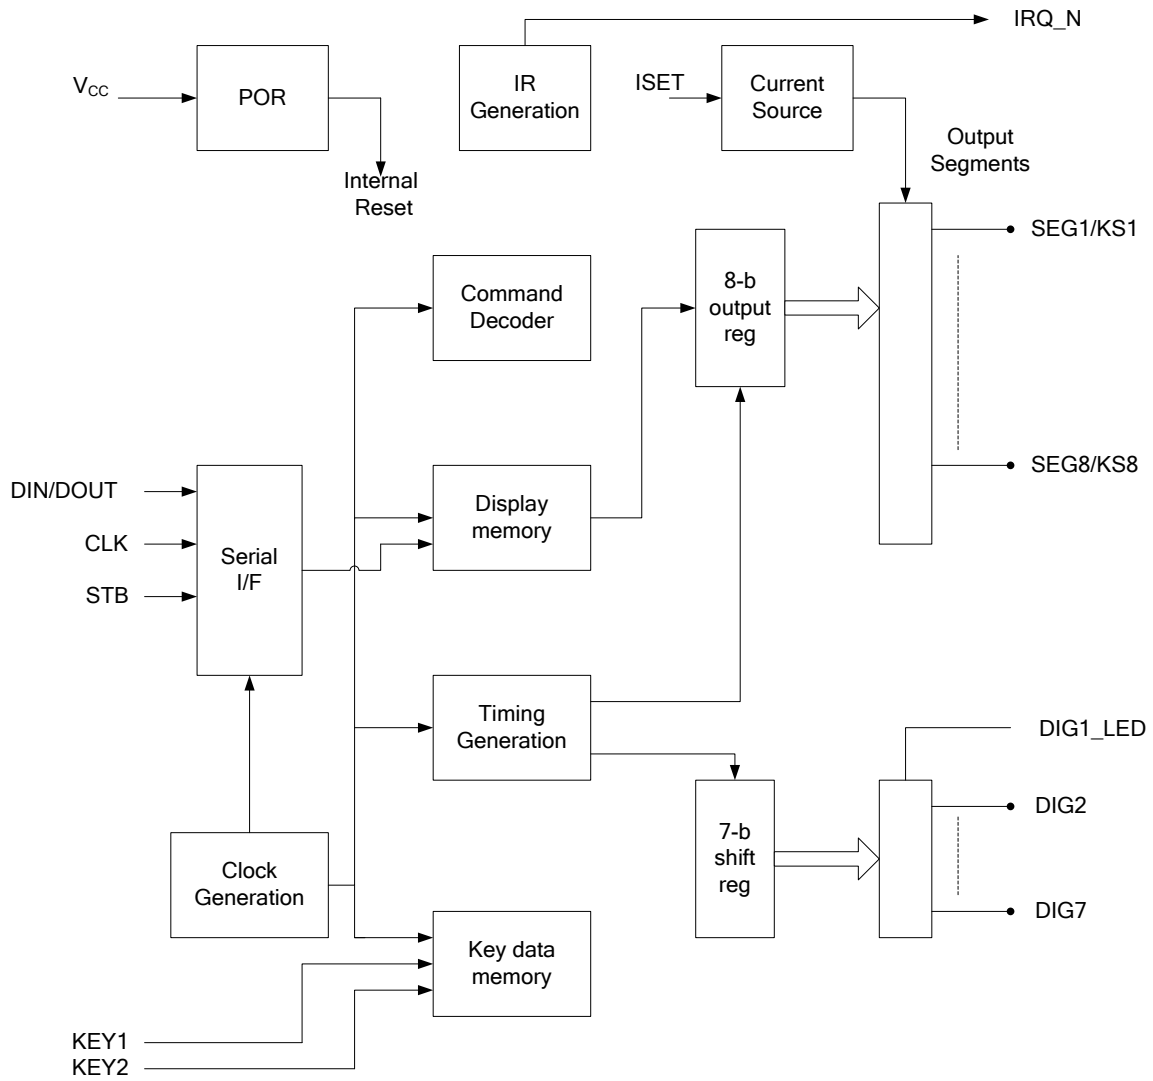 IRQ_N
V_CC
POR
IR
Generation
ISET
Current
Source
Internal
Reset
Output
Segments
SEG1/KS1
Command
Decoder
8-b
output
reg
SEG8/KS8
DIN/DOUT
CLK
STB
Serial
I/F
Display
memory
Timing
Generation
DIG1_LED
DIG2
7-b
shift
reg
DIG7
Clock
Generation
Key data
memory
KEY1
KEY2